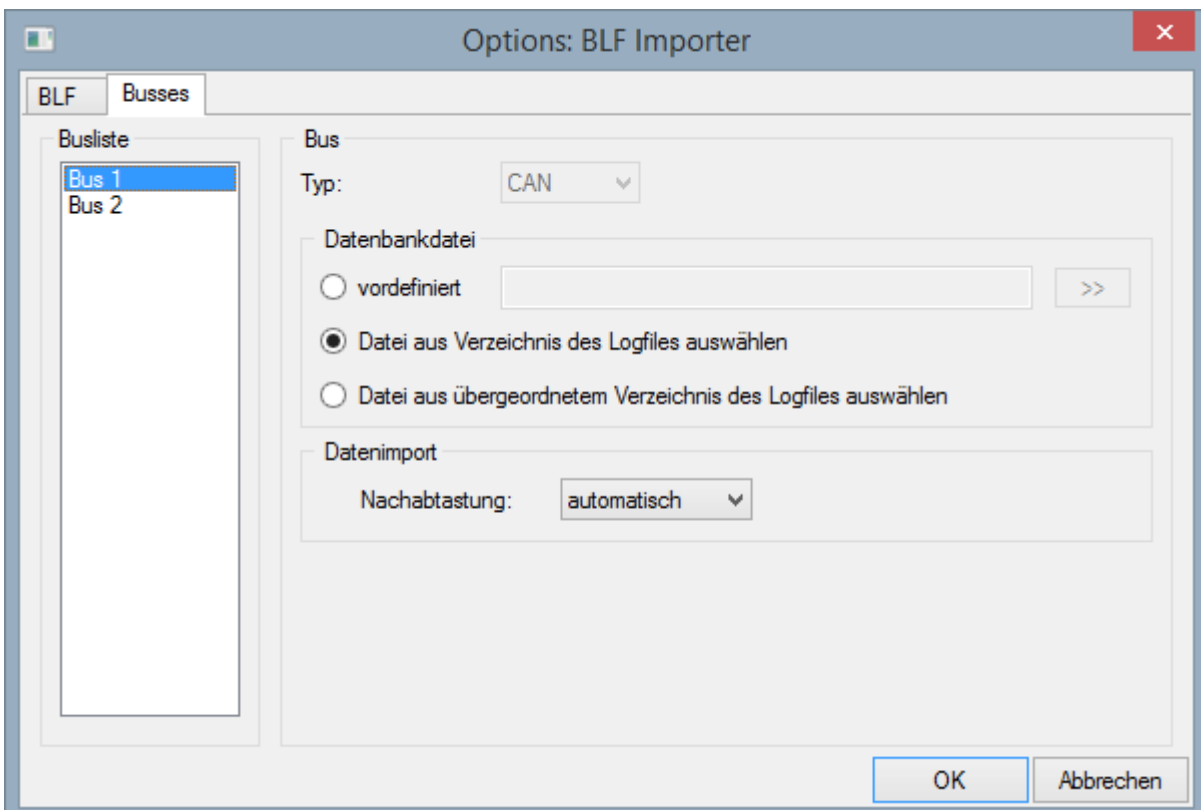 Options: BLF Importer
BLF
Busses
Busliste
Bus 1
Bus 2
Bus
Typ:
CAN
Datenbankdatei
vordefiniert
>>
Datei aus Verzeichnis des Logfiles auswählen
Datei aus übergeordnetem Verzeichnis des Logfiles auswählen
Datenimport
Nachabtastung:
automatisch
OK
Abbrechen